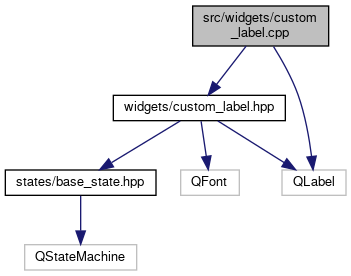 src/widgets/custom
_label.cpp
widgets/custom_label.hpp
states/base_state.hpp
QFont
QLabel
QStateMachine